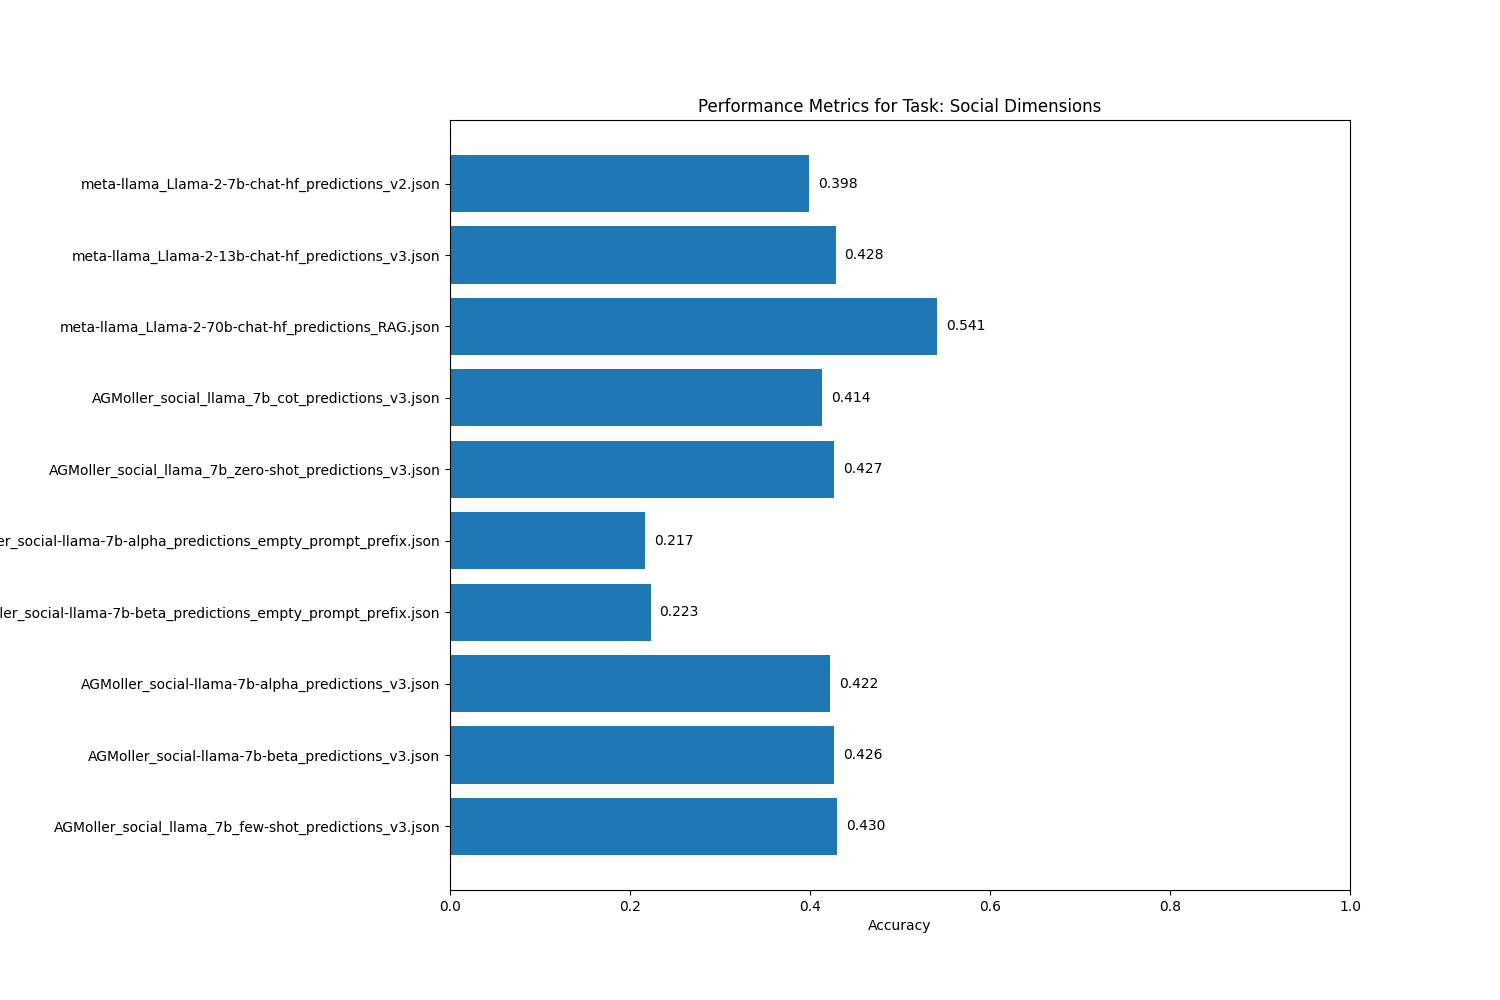 Performance Metrics for Task: Social Dimensions
meta-llama_Llama-2-7b-chat-hf_predictions_v2.json
0.398
meta-llama_Llama-2-13b-chat-hf_predictions_v3.json
0.428
meta-llama_Llama-2-70b-chat-hf_predictions_RAG.json
0.541
AGMoller_social_llama_7b_cot_predictions_v3.json
0.414
AGMoller_social_llama_7b_zero-shot_predictions_v3.json
0.427
er_social-llama-7b-alpha_predictions_empty_prompt_prefix.json
0.217
ler_social-llama-7b-beta_predictions_empty_prompt_prefix.json
0.223
AGMoller_social-llama-7b-alpha_predictions_v3.json
0.422
AGMoller_social-llama-7b-beta_predictions_v3.json
0.426
AGMoller_social_llama_7b_few-shot_predictions_v3.json
0.430
0.0 0.2 0.4 0.6 0.8 1.0
Accuracy